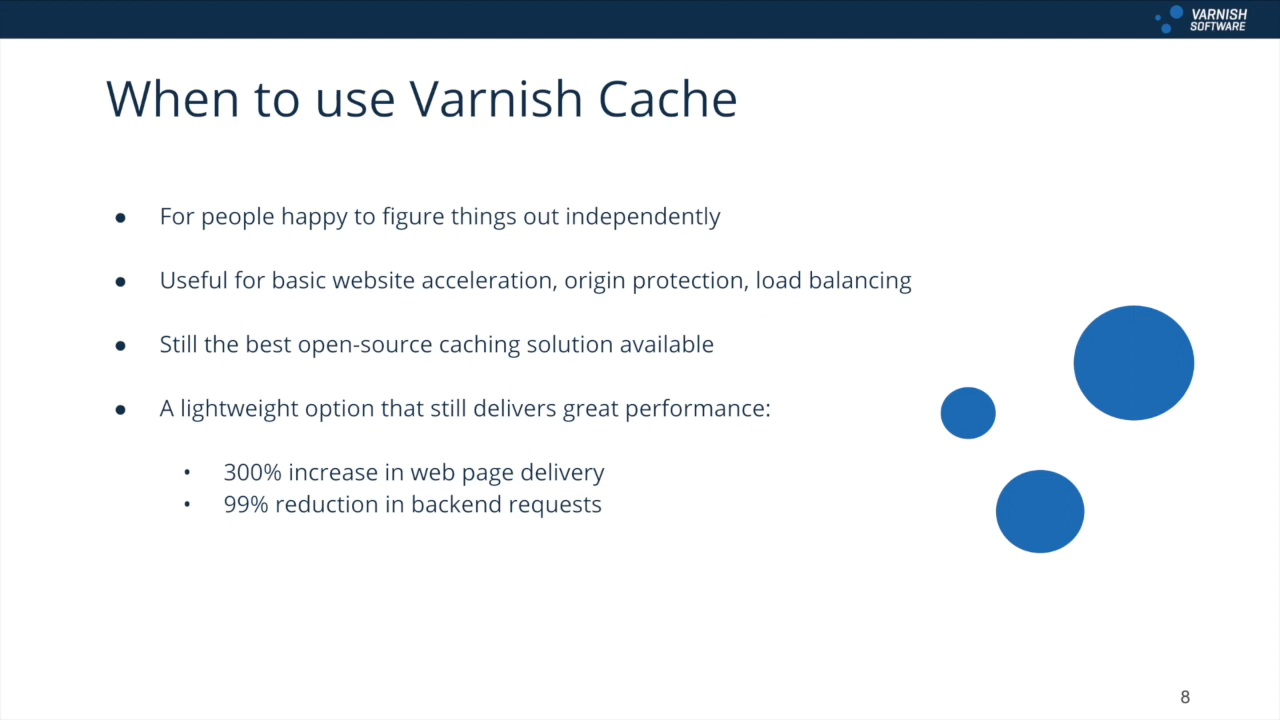 VARNISH
SOFTWARE
When to use Varnish Cache
● For people happy to figure things out independently
● Useful for basic website acceleration, origin protection, load balancing
● Still the best open-source caching solution available
● A lightweight option that still delivers great performance:
• 300% increase in web page delivery
• 99% reduction in backend requests
8